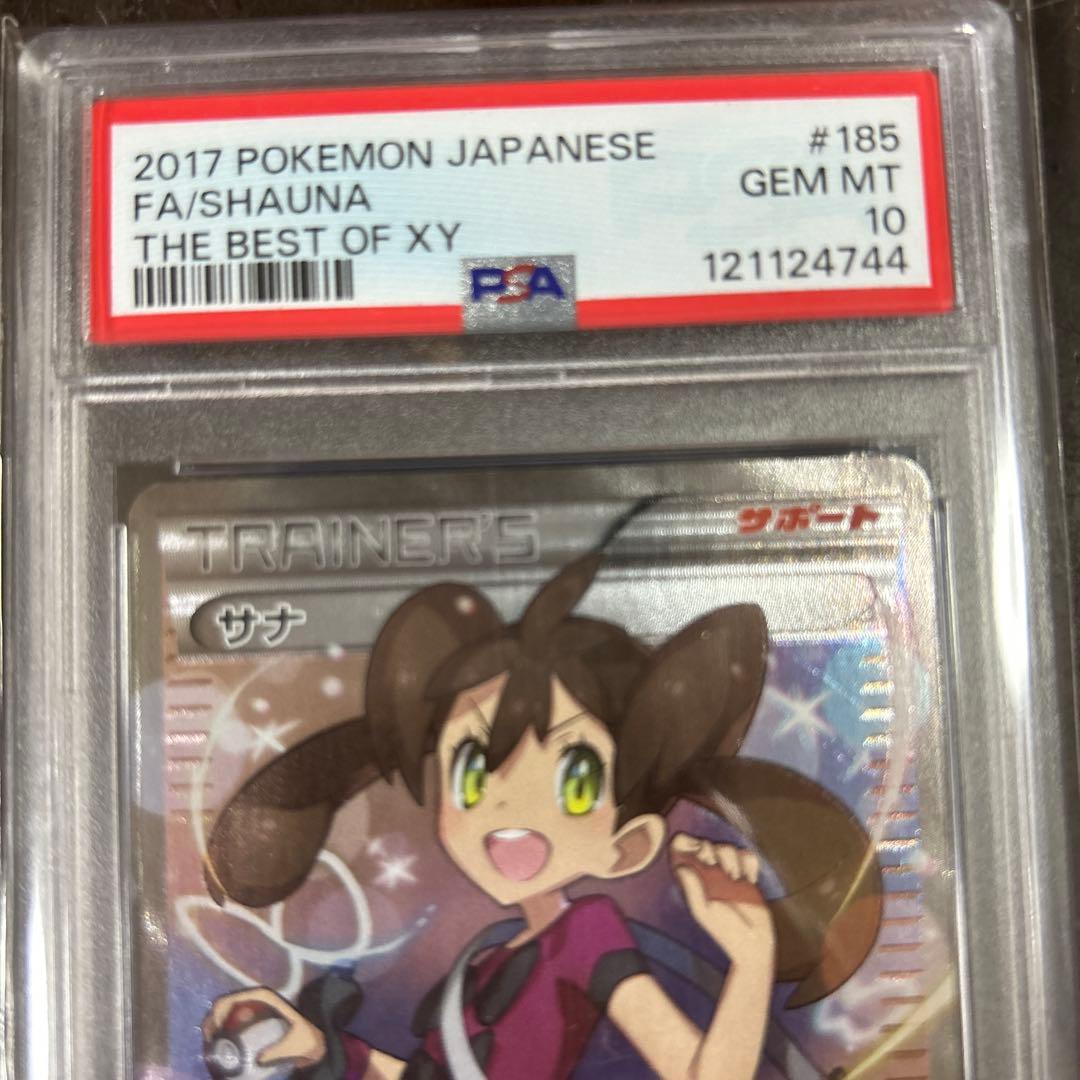 2017 POKEMON JAPANESE #185
FA/SHAUNA GEM MT
THE BEST OF XY 10
PSA 121124744
TRAINER'S サポート
サナ